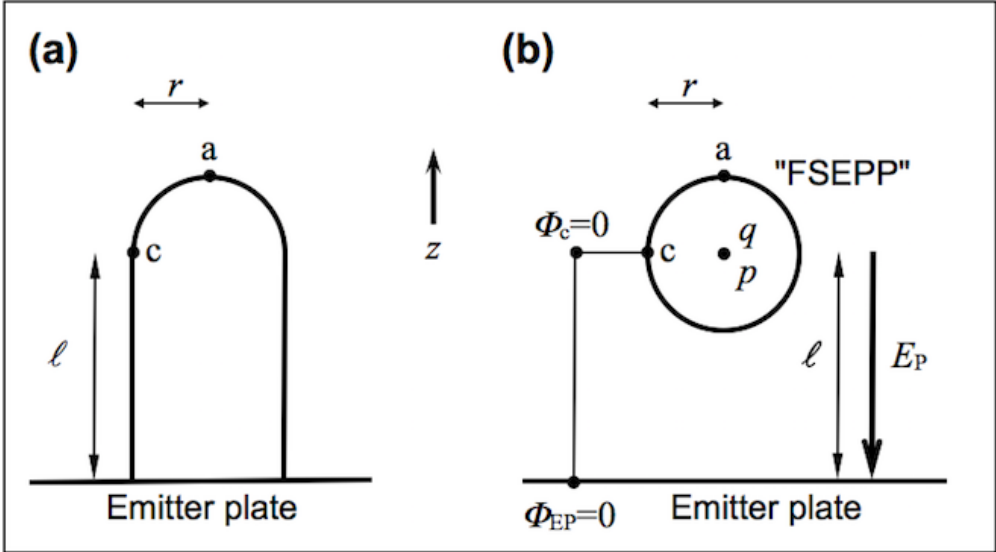 (a)
r
a
c
ℓ
Emitter plate
z
(b)
r
a
"FSEPP"
Φc=0
c
q
p
ℓ
EP
ΦEP=0
Emitter plate